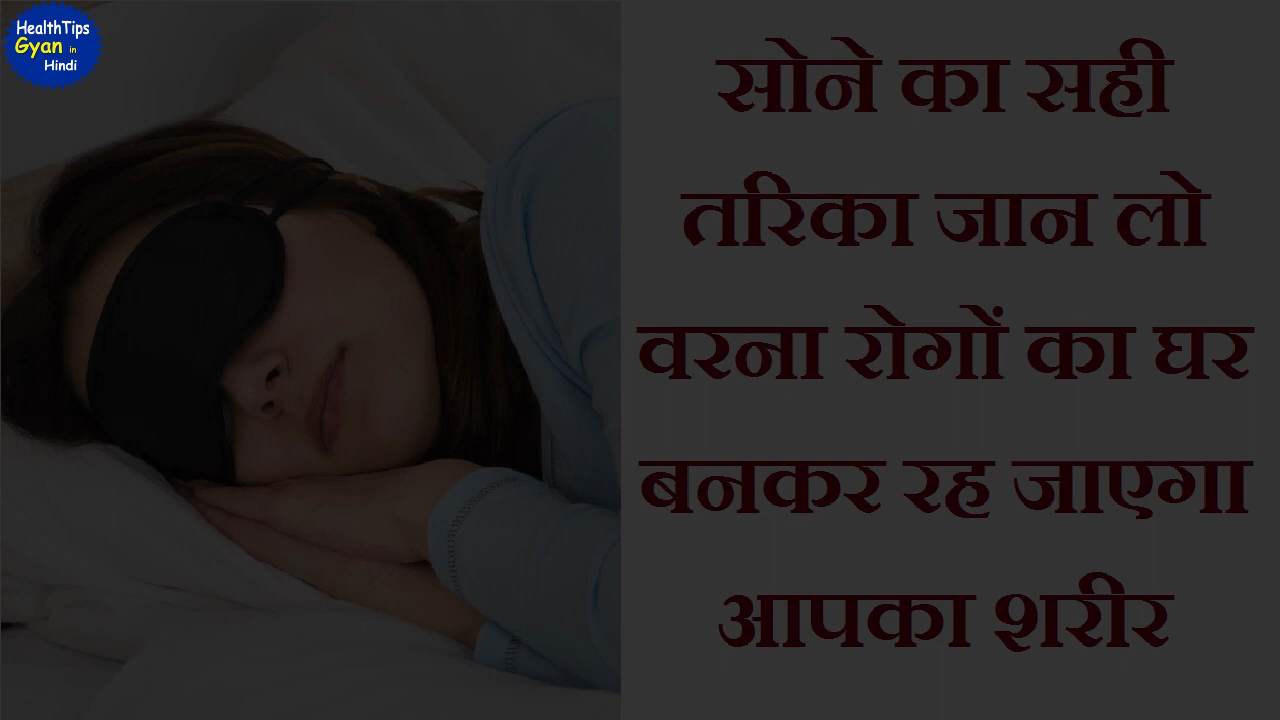 HealthTips
Gyan in
Hindi
सोने का सही
तरिका जान लो
वरना रोगों का घर
बनकर रह जाएगा
आपका शरीर